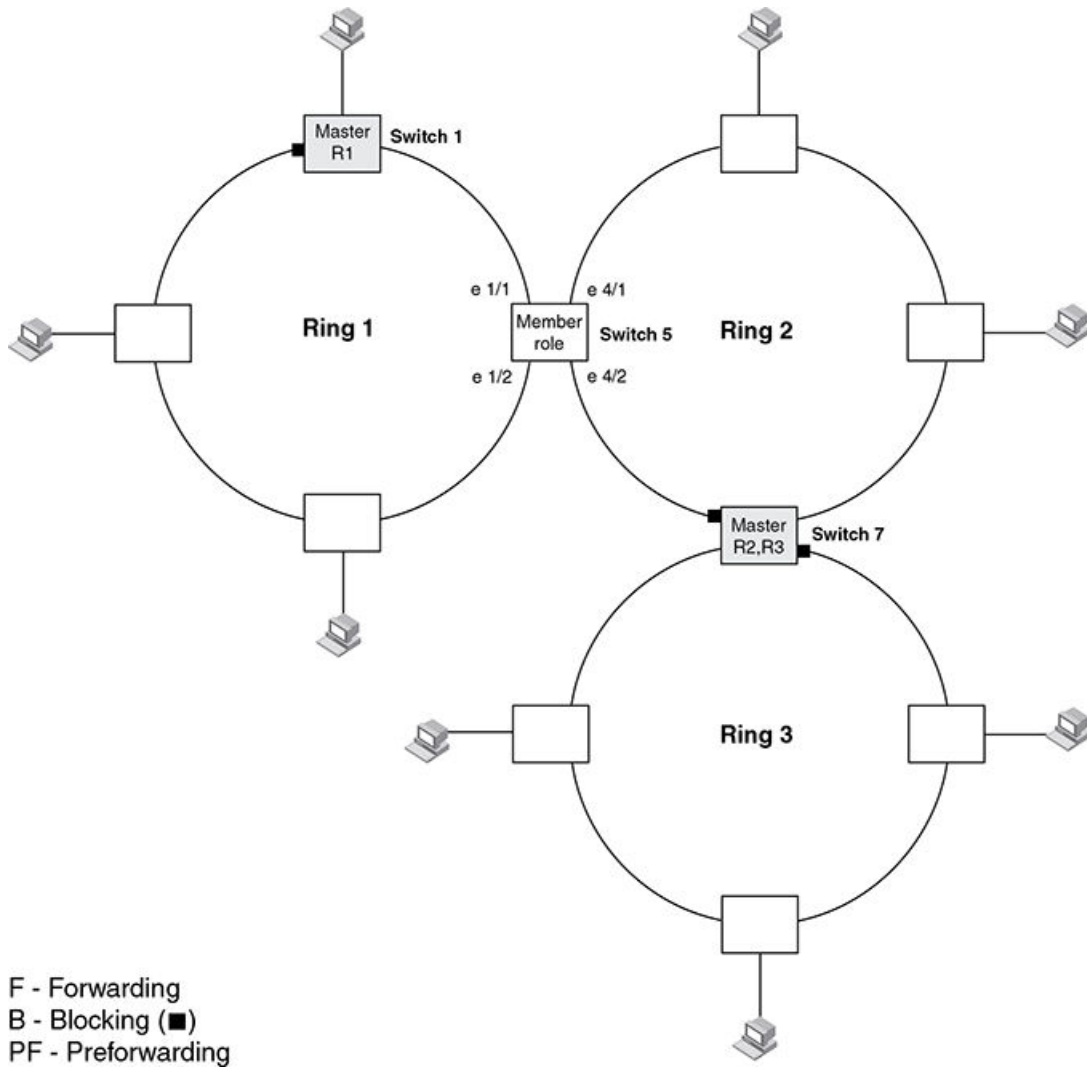 Master
R1
Switch 1
e 1/1
e 4/1
Ring 1
Member
role
Switch 5
Ring 2
e 1/2
e 4/2
Master
R2,R3
Switch 7
Ring 3
F - Forwarding
B - Blocking (■)
PF - Preforwarding